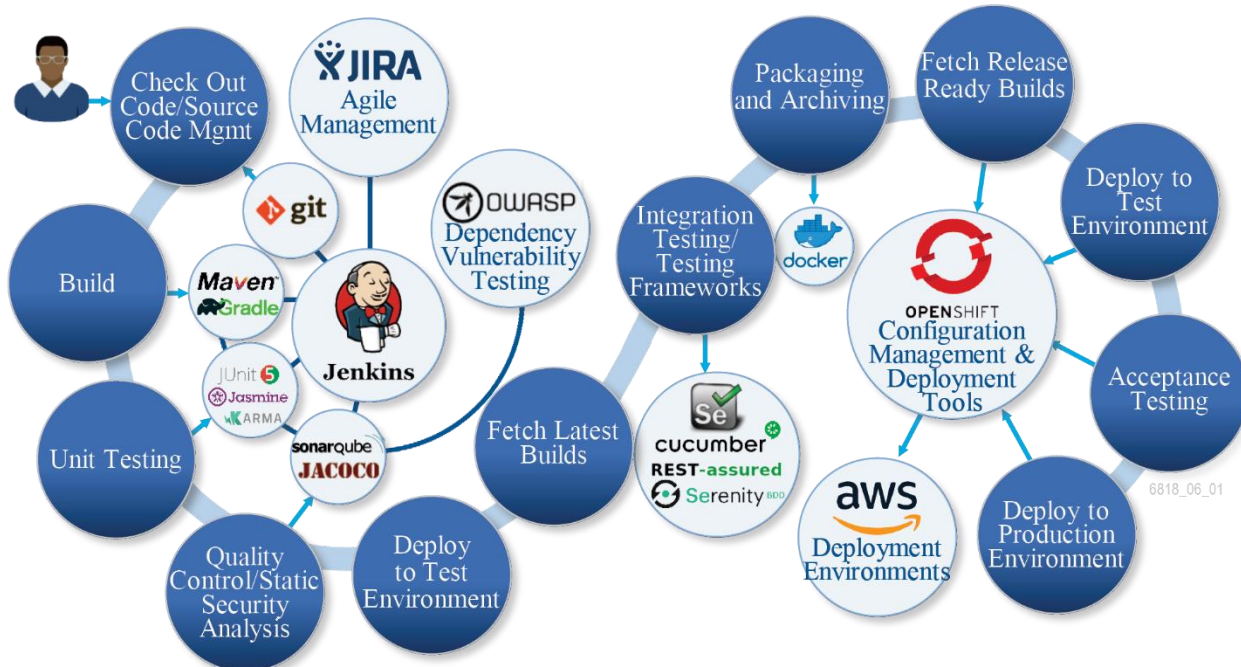 Check Out
Code/Source
Code Mgmt
JIRA
Agile
Management
git
OWASP
Dependency
Vulnerability
Testing
Build
Maven™
Gradle
Jenkins
JUnit 5
Jasmine
KARMA
Unit Testing
sonarqube
JACOCO
Quality
Control/Static
Security
Analysis
Deploy
to Test
Environment
Fetch Latest
Builds
Integration
Testing/
Testing
Frameworks
Se
cucumber
REST-assured
Serenity BDD
Packaging
and Archiving
docker
Fetch Release
Ready Builds
Deploy to
Test
Environment
OPENSHIFT
Configuration
Management &
Deployment
Tools
Acceptance
Testing
Deploy to
Production
Environment
aws
Deployment
Environments
6818_06_01